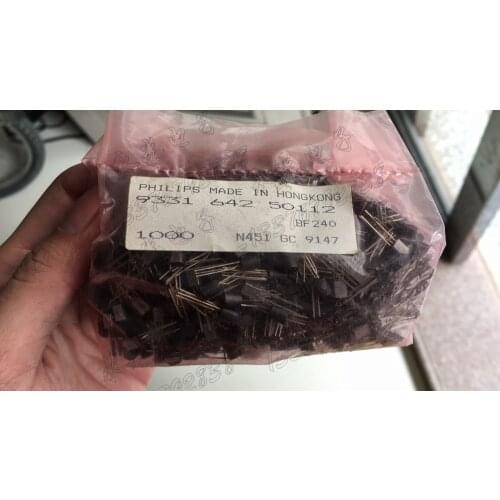 PHILIPS MADE IN HONGKONG
9331 642 50112
BF240
1000 N451 GC 9147